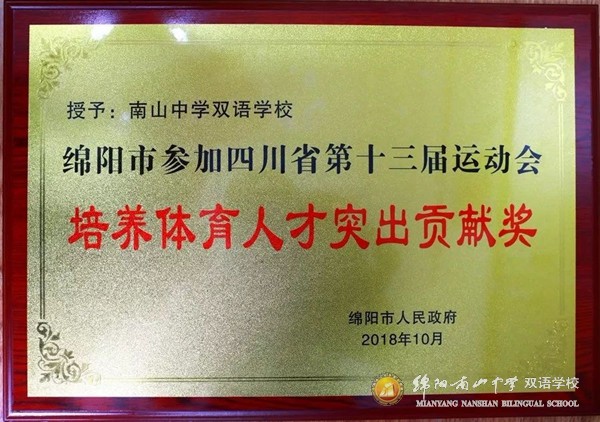 授予：南山中学双语学校
绵阳市参加四川省第十三届运动会
培养体育人才突出贡献奖
绵阳市人民政府
2018年10月
绵阳南山中学 双语学校
MIANYANG NANSHAN BILINGUAL SCHOOL